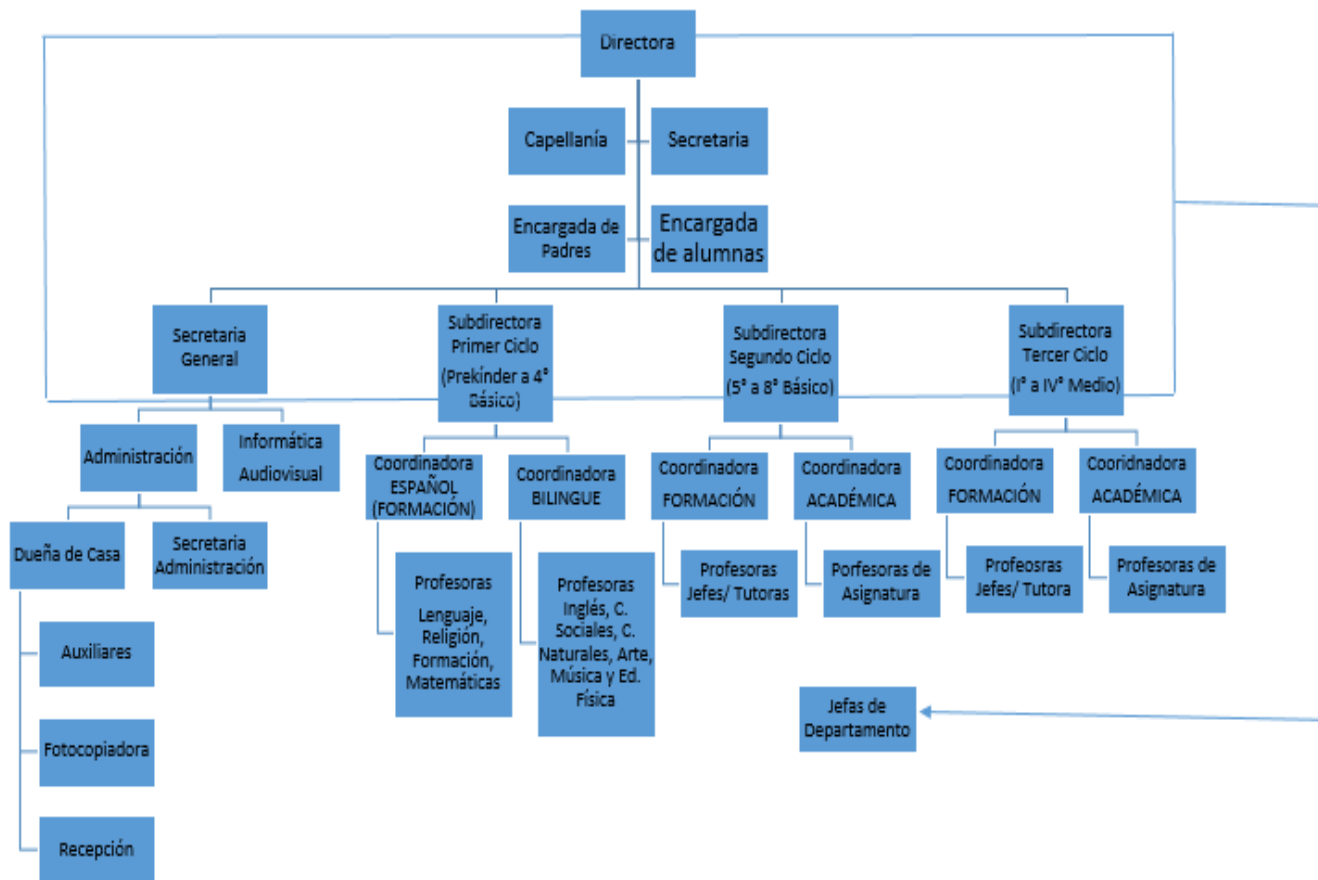 Directora
Capellanía
Secretaria
Encargada de
Padres
Encargada
de alumnas
Secretaria
General
Subdirectora
Primer Ciclo
(Prekínder a 4°
Básico)
Subdirectora
Segundo Ciclo
(5° a 8° Básico)
Subdirectora
Tercer Ciclo
(I° a IV° Medio)
Administración
Informática
Audiovisual
Coordinadora
ESPAÑOL
(FORMACIÓN)
Coordinadora
BILINGUE
Coordinadora
FORMACIÓN
Coordinadora
ACADÉMICA
Coordinadora
FORMACIÓN
Cooridnadora
ACADÉMICA
Dueña de Casa
Secretaria
Administración
Profesoras
Lenguaje,
Religión,
Formación,
Matemáticas
Profesoras
Inglés, C.
Sociales, C.
Naturales, Arte,
Música y Ed.
Física
Profesoras
Jefes/ Tutoras
Porfesoras de
Asignatura
Profeosras
Jefes/ Tutora
Profesoras de
Asignatura
Auxiliares
Fotocopiadora
Recepción
Jefas de
Departamento